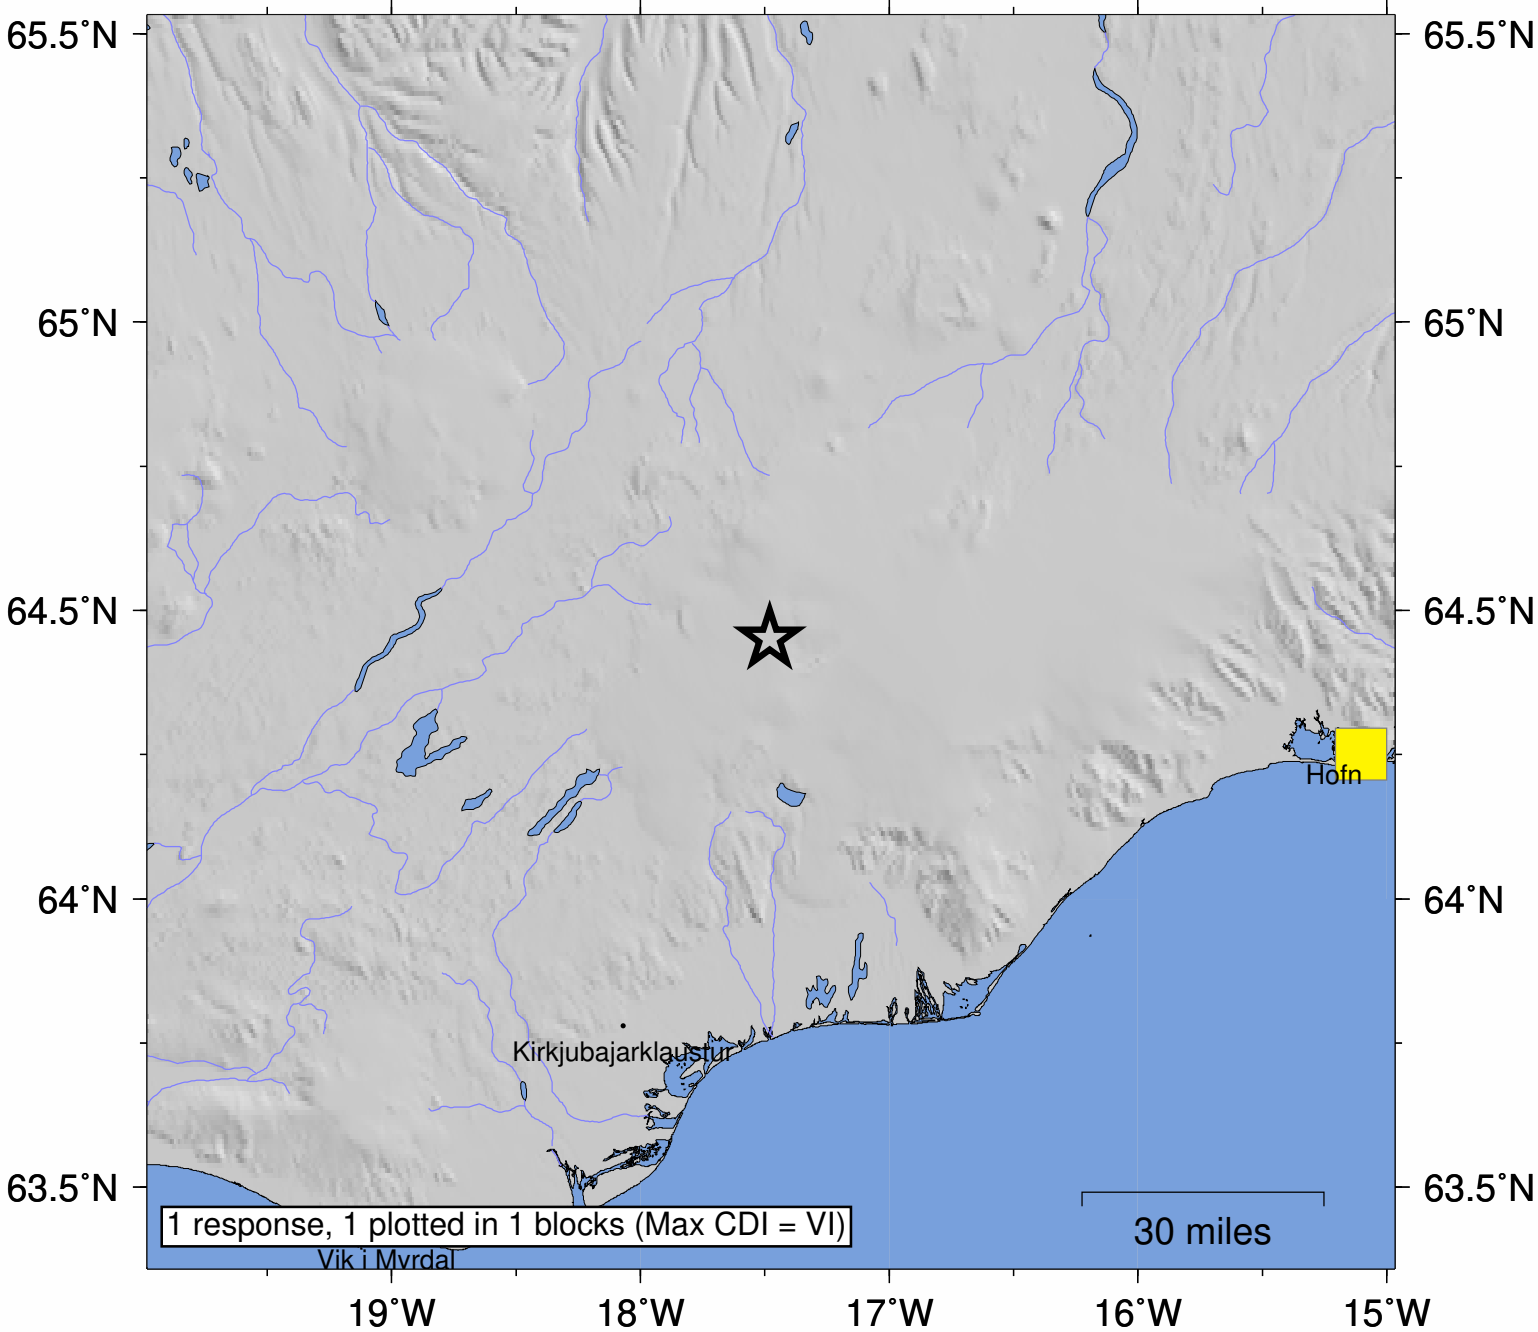 65.5°N 65.5°N
65°N 65°N
64.5°N 64.5°N
Hofn
64°N 64°N
Kirkjubajarklaustur
63.5°N 63.5°N
1 response, 1 plotted in 1 blocks (Max CDI = VI)
30 miles
Vik i Myrdal
19°W 18°W 17°W 16°W 15°W